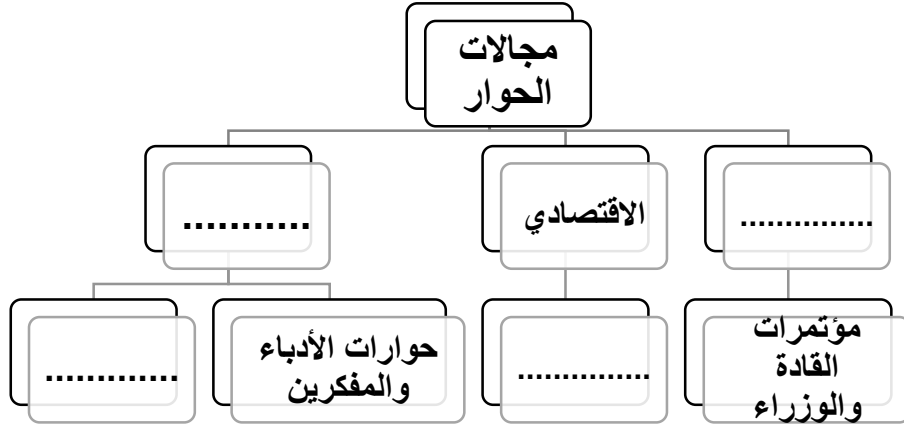 مجالات
الحوار
...............
الاقتصادي
...........
مؤتمرات
القادة
والوزراء
...............
حوارات الأدباء
والمفكرين
.............